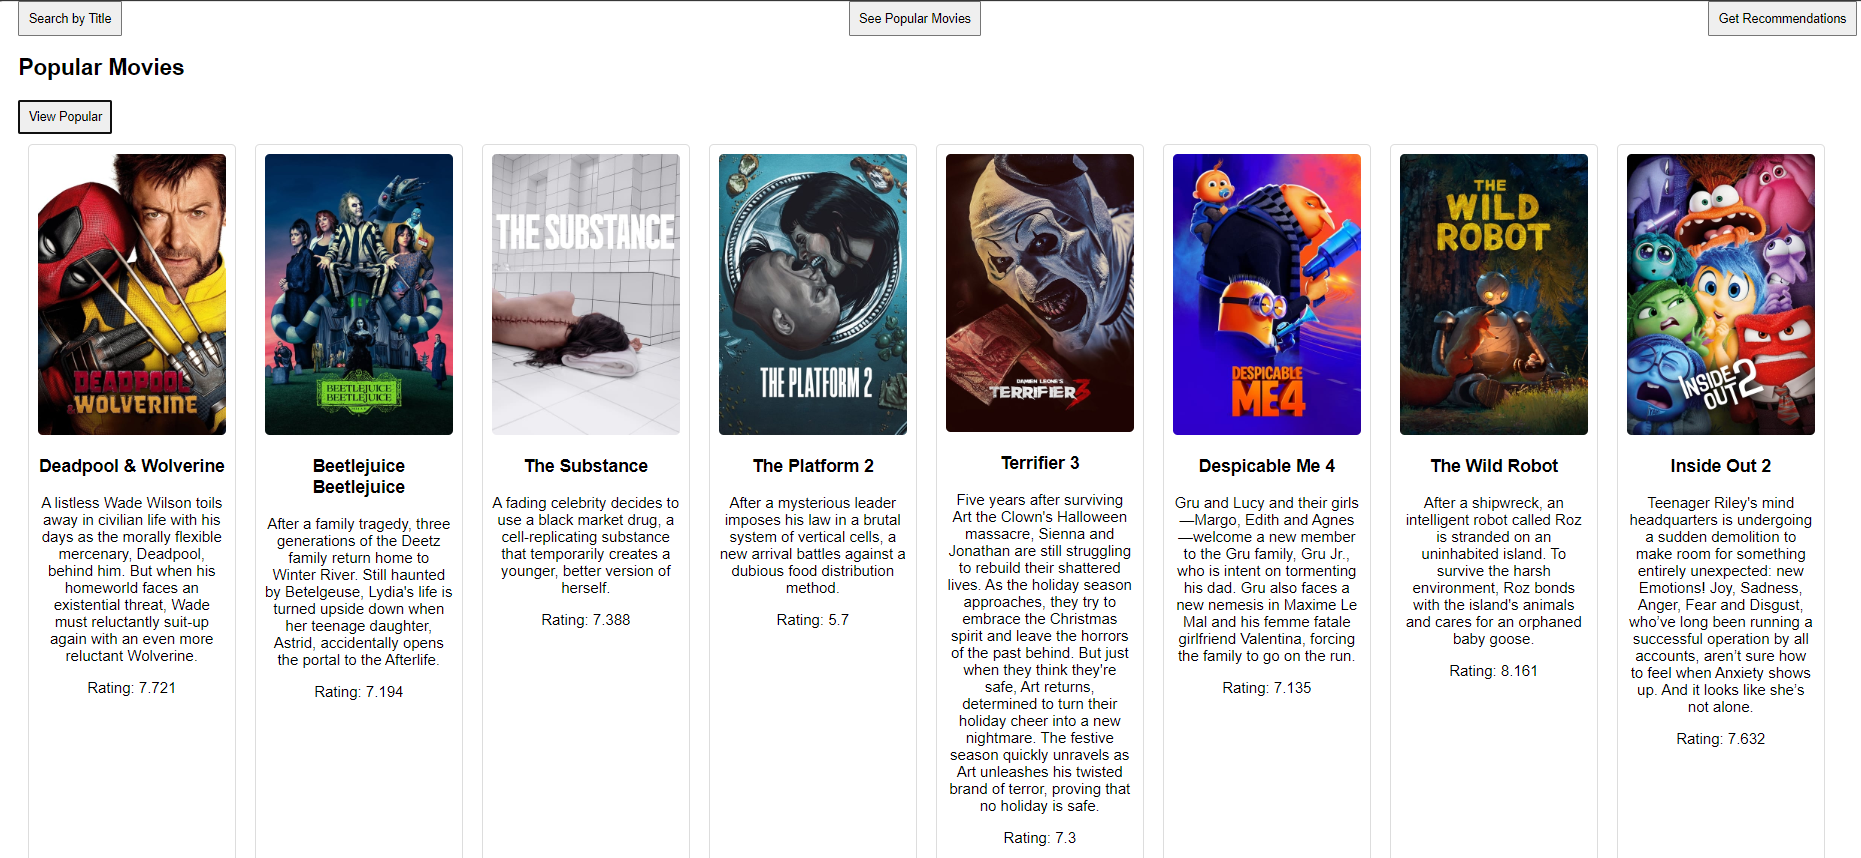 Search by Title
See Popular Movies
Get Recommendations
Popular Movies
View Popular
DEADPOOL
& WOLVERINE
Deadpool & Wolverine
A listless Wade Wilson toils
away in civilian life with his
days as the morally flexible
mercenary, Deadpool,
behind him. But when his
homeworld faces an
existential threat, Wade
must reluctantly suit-up
again with an even more
reluctant Wolverine.
Rating: 7.721
BEETLEJUICE
BEETLEJUICE
Beetlejuice
Beetlejuice
After a family tragedy, three
generations of the Deetz
family return home to
Winter River. Still haunted
by Betelgeuse, Lydia's life is
turned upside down when
her teenage daughter,
Astrid, accidentally opens
the portal to the Afterlife.
Rating: 7.194
THE SUBSTANCE
The Substance
A fading celebrity decides to
use a black market drug, a
cell-replicating substance
that temporarily creates a
younger, better version of
herself.
Rating: 7.388
THE PLATFORM 2
The Platform 2
After a mysterious leader
imposes his law in a brutal
system of vertical cells, a
new arrival battles against a
dubious food distribution
method.
Rating: 5.7
DAMIEN LEONE'S
TERRIFIER 3
Terrifier 3
Five years after surviving
Art the Clown's Halloween
massacre, Sienna and
Jonathan are still struggling
to rebuild their shattered
lives. As the holiday season
approaches, they try to
embrace the Christmas
spirit and leave the horrors
of the past behind. But just
when they think they're
safe, Art returns,
determined to turn their
holiday cheer into a new
nightmare. The festive
season quickly unravels as
Art unleashes his twisted
brand of terror, proving that
no holiday is safe.
Rating: 7.3
DESPICABLE
ME4
Despicable Me 4
Gru and Lucy and their girls
—Margo, Edith and Agnes
—welcome a new member
to the Gru family, Gru Jr.,
who is intent on tormenting
his dad. Gru also faces a
new nemesis in Maxime Le
Mal and his femme fatale
girlfriend Valentina, forcing
the family to go on the run.
Rating: 7.135
THE
WILD
ROBOT
The Wild Robot
After a shipwreck, an
intelligent robot called Roz
is stranded on an
uninhabited island. To
survive the harsh
environment, Roz bonds
with the island's animals
and cares for an orphaned
baby goose.
Rating: 8.161
INSIDE
OUT 2
Inside Out 2
Teenager Riley's mind
headquarters is undergoing
a sudden demolition to
make room for something
entirely unexpected: new
Emotions! Joy, Sadness,
Anger, Fear and Disgust,
who’ve long been running a
successful operation by all
accounts, aren’t sure how
to feel when Anxiety shows
up. And it looks like she’s
not alone.
Rating: 7.632